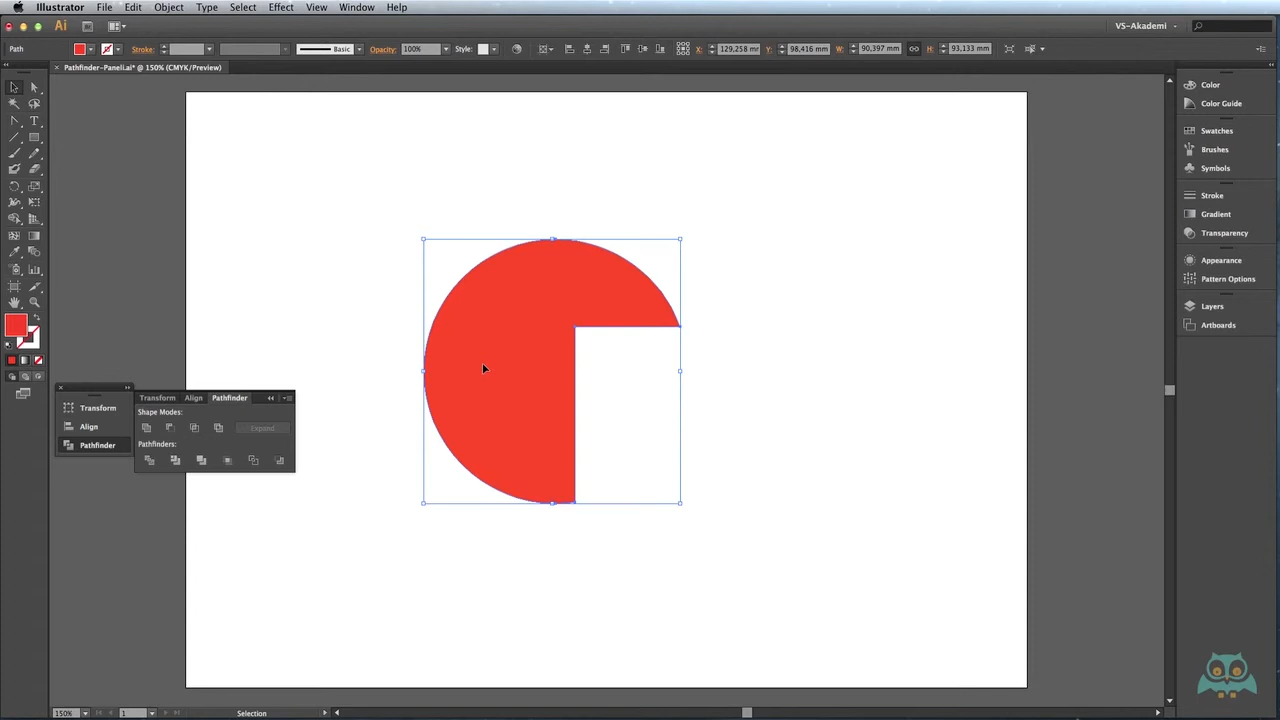 Illustrator File Edit Object Type Select Effect View Window Help
Ai VS-Akademi
Path Stroke: Basic Opacity: 100% Style: X: 129,258 mm Y: 98,416 mm W: 90,397 mm H: 93,133 mm
Pathfinder-Paneli.ai* @ 150% (CMYK/Preview)
Color
Color Guide
Swatches
Brushes
Symbols
Stroke
Gradient
Transparency
Appearance
Pattern Options
Layers
Artboards
Transform
Align
Pathfinder
Transform Align Pathfinder
Shape Modes:
Expand
Pathfinders:
150% 1 Selection